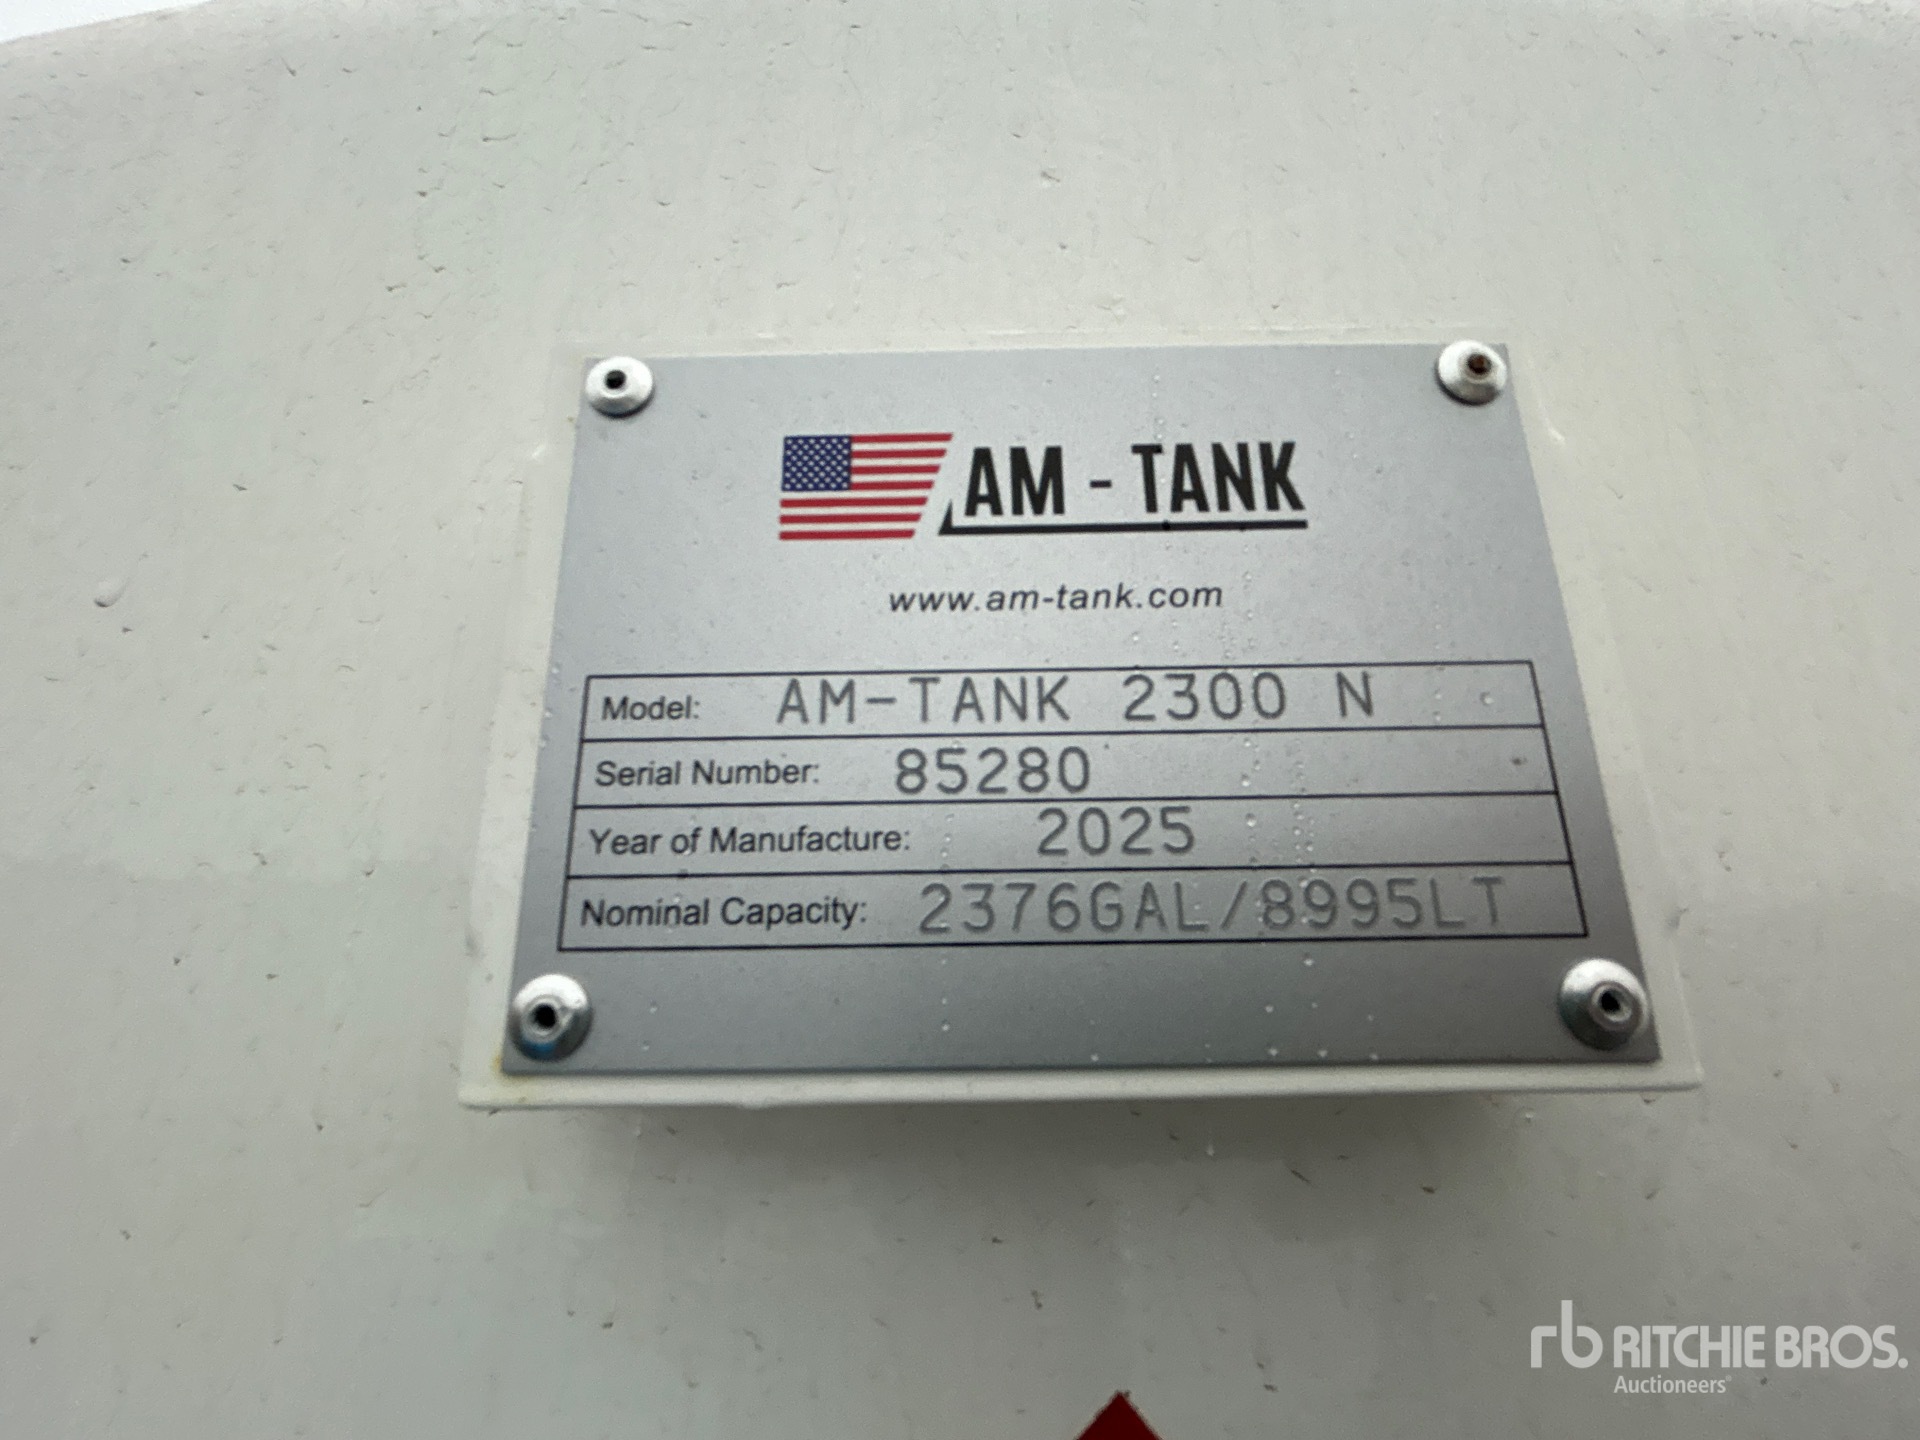 AM - TANK
www.am-tank.com
Model: AM-TANK 2300 N
Serial Number: 85280
Year of Manufacture: 2025
Nominal Capacity: 2376GAL/8995LT
rb RITCHIE BROS.
Auctioneers